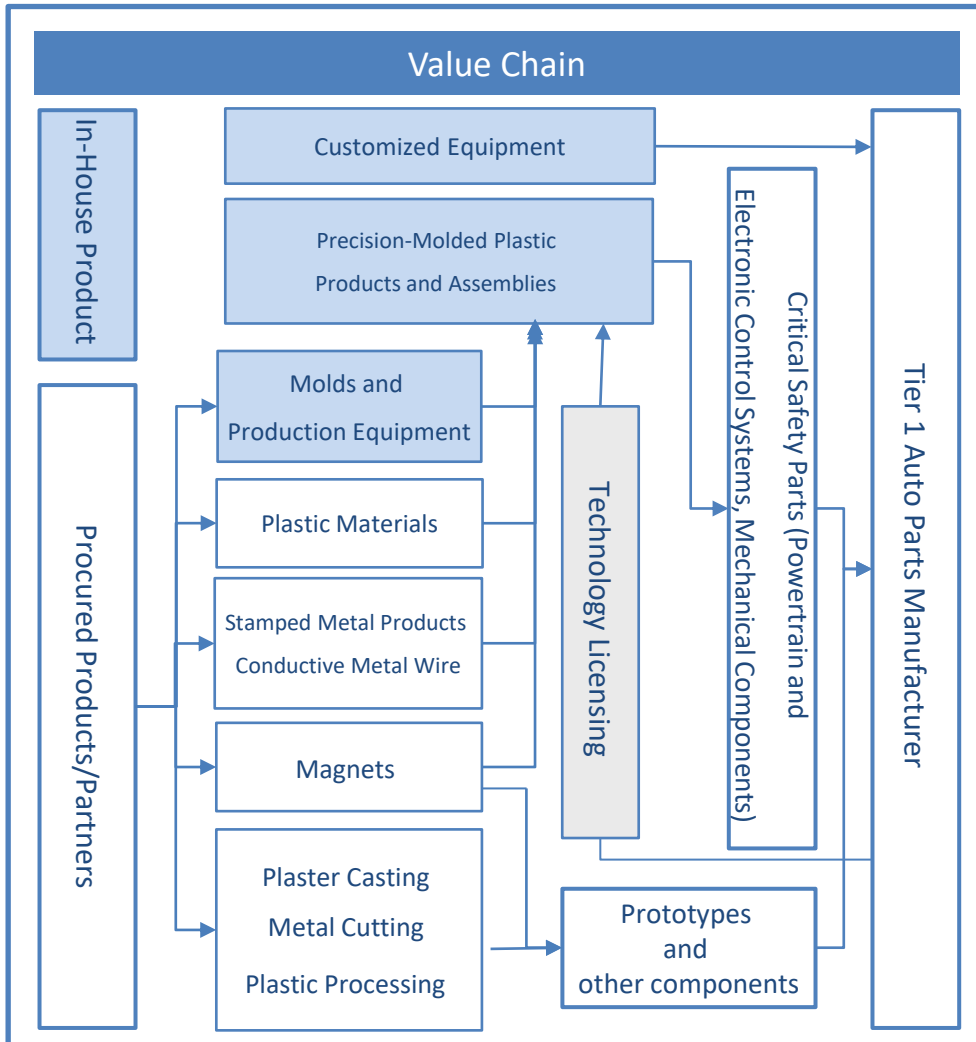 Value Chain
In-House Product
Customized Equipment
Precision-Molded Plastic
Products and Assemblies
Molds and
Production Equipment
Plastic Materials
Stamped Metal Products
Conductive Metal Wire
Magnets
Plaster Casting
Metal Cutting
Plastic Processing
Procured Products/Partners
Technology Licensing
Prototypes
and
other components
Critical Safety Parts (Powertrain and
Electronic Control Systems, Mechanical Components)
Tier 1 Auto Parts Manufacturer